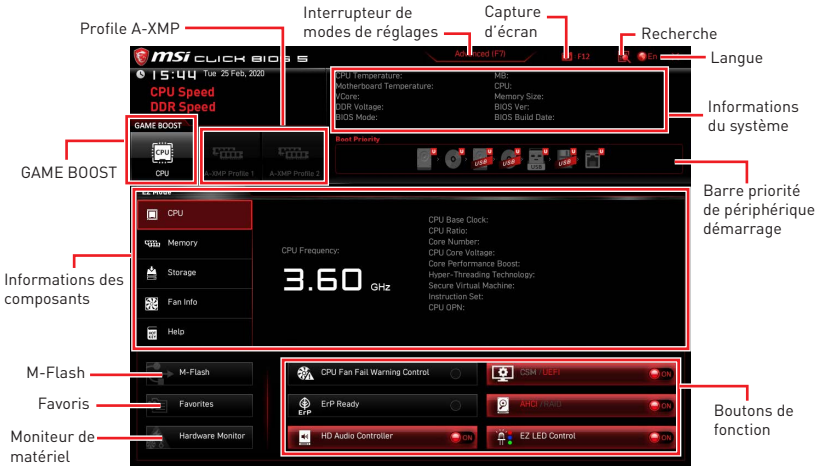 Profile A-XMP
Interrupteur de
modes de réglages
Capture
d'écran
Recherche
Langue
msi CLICK BIOS 5
Advanced (F7)
F12
En
15:44 Tue 25 Feb, 2020
CPU Speed
DDR Speed
CPU Temperature:
Motherboard Temperature:
VCore:
DDR Voltage:
BIOS Mode:
MB:
CPU:
Memory Size:
BIOS Ver:
BIOS Build Date:
Informations
du système
GAME BOOST
CPU
CPU
A-XMP Profile 1
A-XMP Profile 2
Boot Priority
U
U
U
USB
U
USB
U
USB
U
USB
U
GAME BOOST
Barre priorité
de périphérique
démarrage
EZ Mode
CPU
Memory
Storage
Fan Info
Help
CPU Frequency:
3.60 GHz
CPU Base Clock:
CPU Ratio:
Core Number:
CPU Core Voltage:
Core Performance Boost:
Hyper-Threading Technology:
Secure Virtual Machine:
Instruction Set:
CPU OPN:
Informations des
composants
M-Flash
Favoris
Moniteur de
matériel
M-Flash
Favorites
Hardware Monitor
CPU Fan Fail Warning Control
CSM /UEFI
ON
ErP
ErP Ready
AHCI /RAID
ON
HD Audio Controller
ON
EZ LED Control
ON
Boutons de
fonction